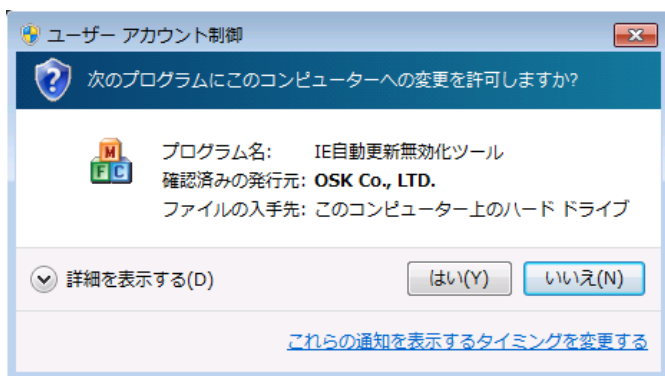 ユーザー アカウント制御
次のプログラムにこのコンピューターへの変更を許可しますか?
M
F C
プログラム名: IE自動更新無効化ツール
確認済みの発行元: OSK Co., LTD.
ファイルの入手先: このコンピューター上のハード ドライブ
詳細を表示する(D) はい(Y) いいえ(N)
これらの通知を表示するタイミングを変更する